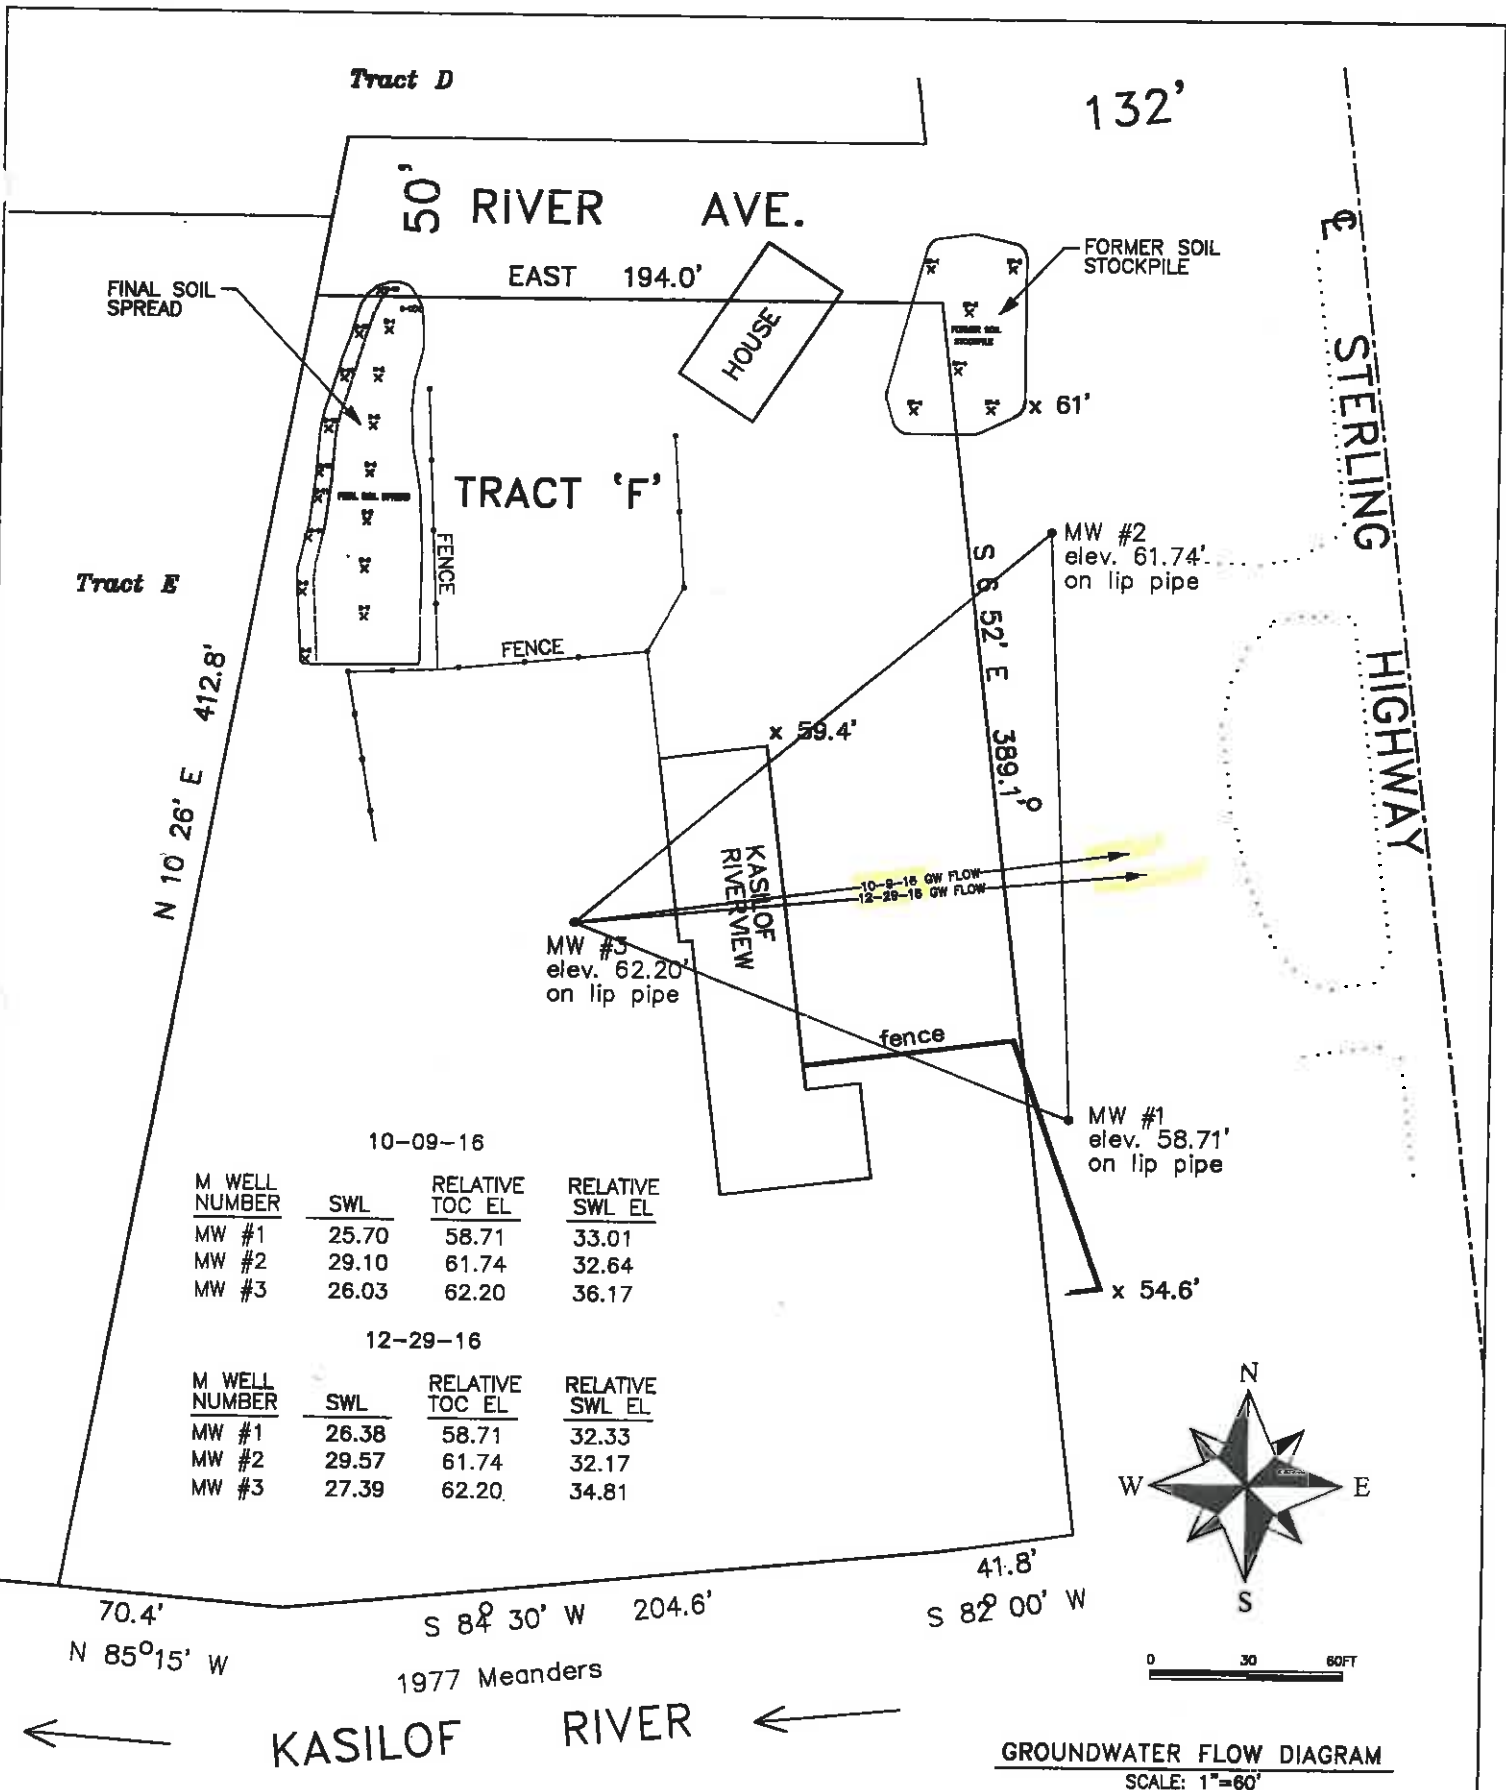 Tract D
132'
50'
RIVER AVE.
EAST 194.0'
FORMER SOIL
STOCKPILE
FINAL SOIL
SPREAD
HOUSE
FORMER SOIL
STOCKPILE
x 61'
℄ STERLING HIGHWAY
FINAL SOIL SPREAD
TRACT 'F'
FENCE
Tract E
MW #2
elev. 61.74'
on lip pipe
S 6 52' E 389.1'
FENCE
N 10 26' E 412.8'
x 59.4'
KASILOF
RIVERVIEW
10-9-16 GW FLOW
12-29-16 GW FLOW
MW #3
elev. 62.20'
on lip pipe
fence
MW #1
elev. 58.71'
on lip pipe
10-09-16
M WELL NUMBER SWL RELATIVE TOC EL RELATIVE SWL EL
MW #1 25.70 58.71 33.01
MW #2 29.10 61.74 32.64
MW #3 26.03 62.20 36.17
x 54.6'
12-29-16
M WELL NUMBER SWL RELATIVE TOC EL RELATIVE SWL EL
MW #1 26.38 58.71 32.33
MW #2 29.57 61.74 32.17
MW #3 27.39 62.20 34.81
N
W E
S
70.4'
N 85°15' W
S 84° 30' W 204.6'
41.8'
S 82° 00' W
1977 Meanders
KASILOF RIVER
0 30 60FT
GROUNDWATER FLOW DIAGRAM
SCALE: 1"=60'